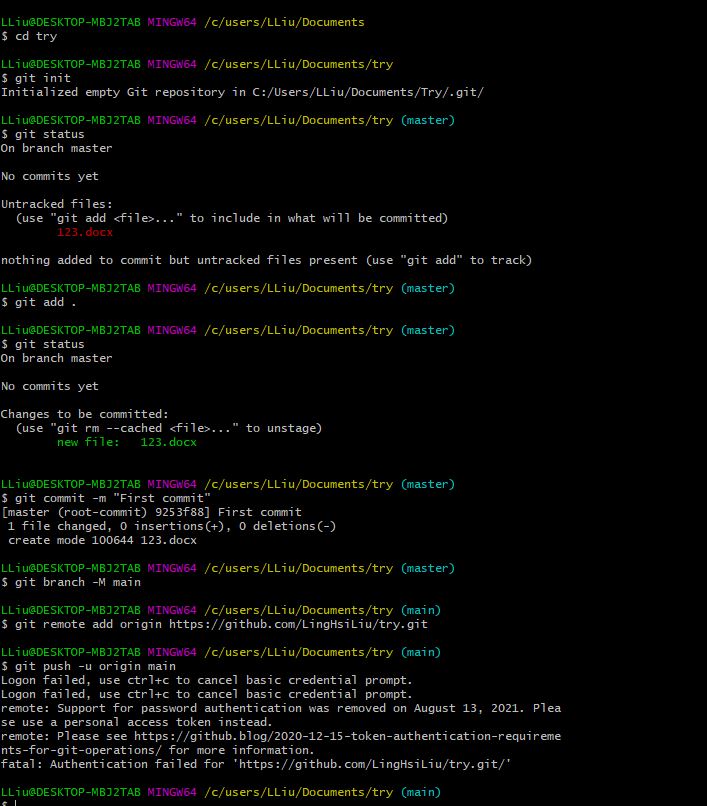 LLiu@DESKTOP-MBJ2TAB MINGW64 /c/users/LLiu/Documents
$ cd try
LLiu@DESKTOP-MBJ2TAB MINGW64 /c/users/LLiu/Documents/try
$ git init
Initialized empty Git repository in C:/Users/LLiu/Documents/Try/.git/
LLiu@DESKTOP-MBJ2TAB MINGW64 /c/users/LLiu/Documents/try (master)
$ git status
On branch master
No commits yet
Untracked files:
  (use "git add <file>..." to include in what will be committed)
        123.docx
nothing added to commit but untracked files present (use "git add" to track)
LLiu@DESKTOP-MBJ2TAB MINGW64 /c/users/LLiu/Documents/try (master)
$ git add .
LLiu@DESKTOP-MBJ2TAB MINGW64 /c/users/LLiu/Documents/try (master)
$ git status
On branch master
No commits yet
Changes to be committed:
  (use "git rm --cached <file>..." to unstage)
        new file:   123.docx
LLiu@DESKTOP-MBJ2TAB MINGW64 /c/users/LLiu/Documents/try (master)
$ git commit -m "First commit"
[master (root-commit) 9253f88] First commit
 1 file changed, 0 insertions(+), 0 deletions(-)
 create mode 100644 123.docx
LLiu@DESKTOP-MBJ2TAB MINGW64 /c/users/LLiu/Documents/try (master)
$ git branch -M main
LLiu@DESKTOP-MBJ2TAB MINGW64 /c/users/LLiu/Documents/try (main)
$ git remote add origin https://github.com/LingHsiLiu/try.git
LLiu@DESKTOP-MBJ2TAB MINGW64 /c/users/LLiu/Documents/try (main)
$ git push -u origin main
Logon failed, use ctrl+c to cancel basic credential prompt.
Logon failed, use ctrl+c to cancel basic credential prompt.
remote: Support for password authentication was removed on August 13, 2021. Plea
se use a personal access token instead.
remote: Please see https://github.blog/2020-12-15-token-authentication-requireme
nts-for-git-operations/ for more information.
fatal: Authentication failed for 'https://github.com/LingHsiLiu/try.git/'
LLiu@DESKTOP-MBJ2TAB MINGW64 /c/users/LLiu/Documents/try (main)
$